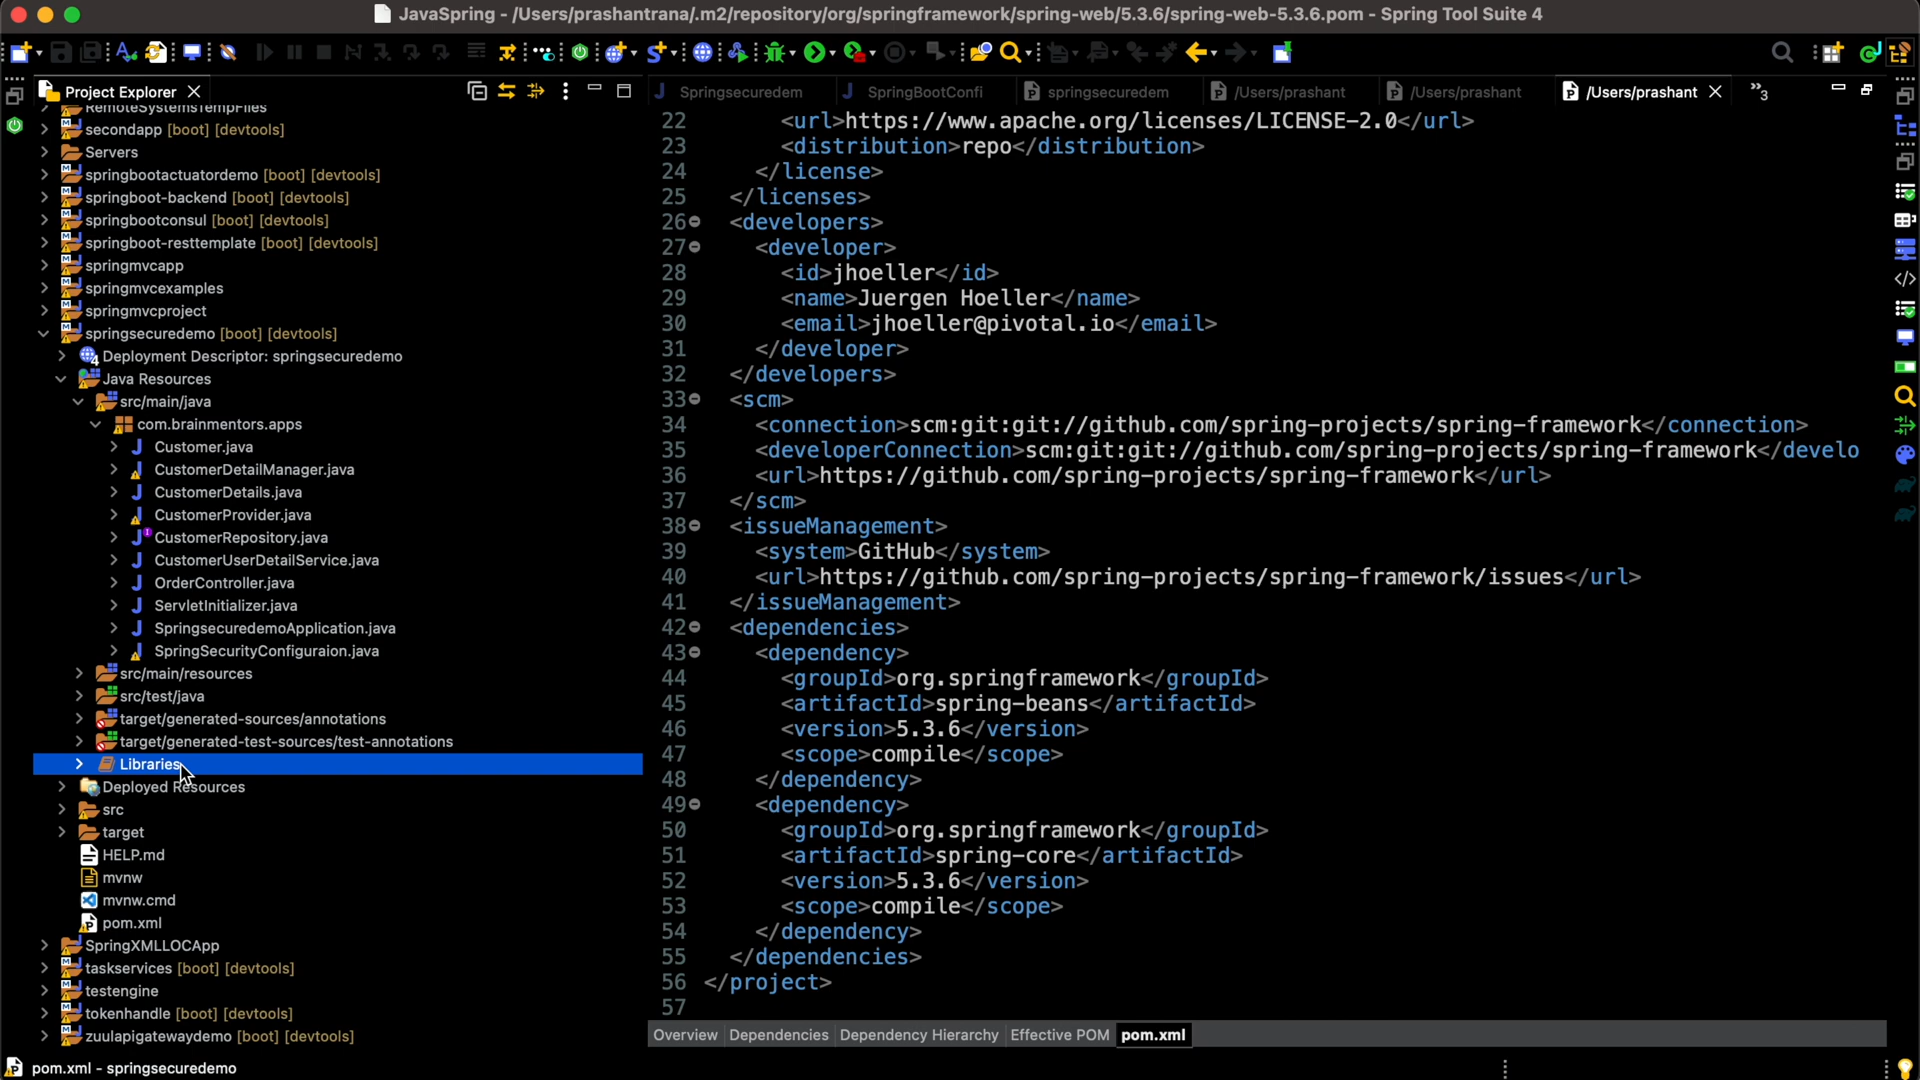 JavaSpring - /Users/prashantrana/.m2/repository/org/springframework/spring-web/5.3.6/spring-web-5.3.6.pom - Spring Tool Suite 4
Project Explorer
Springsecuredem
SpringBootConfi
springsecuredem
/Users/prashant
/Users/prashant
/Users/prashant
»3
RemoteSystemsTempFiles
secondapp [boot] [devtools]
Servers
springbootactuatordemo [boot] [devtools]
springboot-backend [boot] [devtools]
springbootconsul [boot] [devtools]
springboot-resttemplate [boot] [devtools]
springmvcapp
springmvcexamples
springmvcproject
springsecuredemo [boot] [devtools]
Deployment Descriptor: springsecuredemo
Java Resources
src/main/java
com.brainmentors.apps
Customer.java
CustomerDetailManager.java
CustomerDetails.java
CustomerProvider.java
CustomerRepository.java
CustomerUserDetailService.java
OrderController.java
ServletInitializer.java
SpringsecuredemoApplication.java
SpringSecurityConfiguraion.java
src/main/resources
src/test/java
target/generated-sources/annotations
target/generated-test-sources/test-annotations
Libraries
Deployed Resources
src
target
HELP.md
mvnw
mvnw.cmd
pom.xml
SpringXMLLOCApp
taskservices [boot] [devtools]
testengine
tokenhandle [boot] [devtools]
zuulapigatewaydemo [boot] [devtools]
22 <url>https://www.apache.org/licenses/LICENSE-2.0</url>
23 <distribution>repo</distribution>
24 </license>
25 </licenses>
26 <developers>
27 <developer>
28 <id>jhoeller</id>
29 <name>Juergen Hoeller</name>
30 <email>jhoeller@pivotal.io</email>
31 </developer>
32 </developers>
33 <scm>
34 <connection>scm:git:git://github.com/spring-projects/spring-framework</connection>
35 <developerConnection>scm:git:git://github.com/spring-projects/spring-framework</develo
36 <url>https://github.com/spring-projects/spring-framework</url>
37 </scm>
38 <issueManagement>
39 <system>GitHub</system>
40 <url>https://github.com/spring-projects/spring-framework/issues</url>
41 </issueManagement>
42 <dependencies>
43 <dependency>
44 <groupId>org.springframework</groupId>
45 <artifactId>spring-beans</artifactId>
46 <version>5.3.6</version>
47 <scope>compile</scope>
48 </dependency>
49 <dependency>
50 <groupId>org.springframework</groupId>
51 <artifactId>spring-core</artifactId>
52 <version>5.3.6</version>
53 <scope>compile</scope>
54 </dependency>
55 </dependencies>
56 </project>
57
Overview Dependencies Dependency Hierarchy Effective POM pom.xml
pom.xml - springsecuredemo